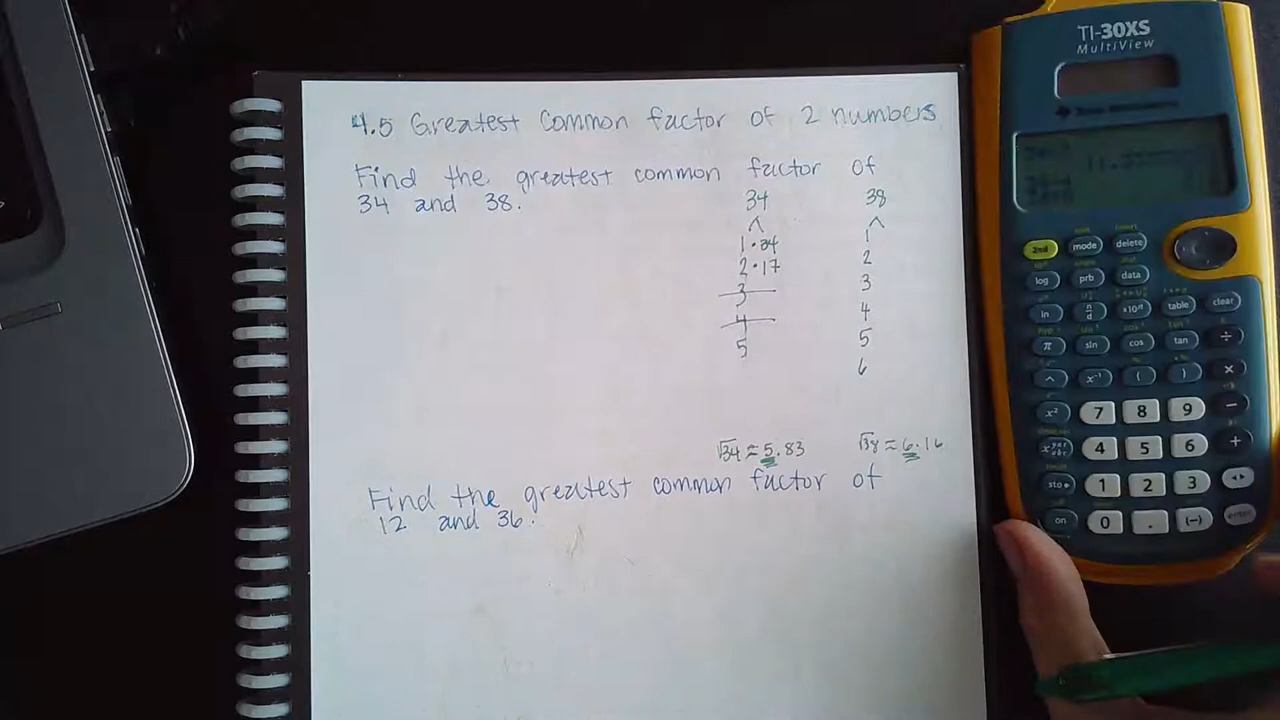 4.5 Greatest Common factor of 2 numbers
Find the greatest common factor of
34 and 38.
34 38
1·34 1
2·17 2
3 3
4 4
5 5
6
√34 ≈ 5.83 √38 ≈ 6.16
Find the greatest common factor of
12 and 36.
TI-30XS
MultiView
2nd mode delete
log prb data
ln n/d x10ⁿ table clear
π sin cos tan ÷
^ x⁻¹ ( ) ×
x² 7 8 9 −
4 5 6 +
sto▸ 1 2 3
on 0 . (−) enter